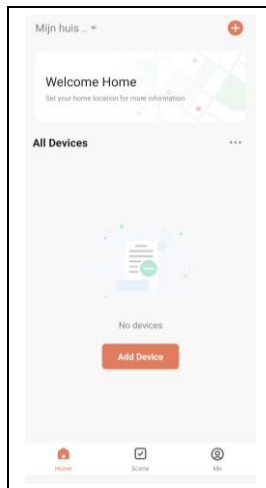 Mijn huis ..
Welcome Home
Set your home location for more information
All Devices
No devices
Add Device
Home
Scene
Me